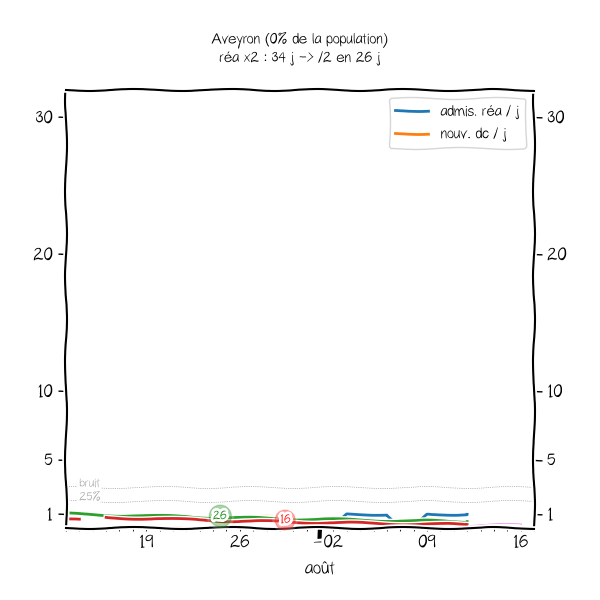 Aveyron (0% de la population)
réa x2 : 34 j -> /2 en 26 j
admis. réa / j
nouv. dc / j
30 30
20 20
10 10
5 5
bruit
25%
1 1
26
16
19 26 02 09 16
août